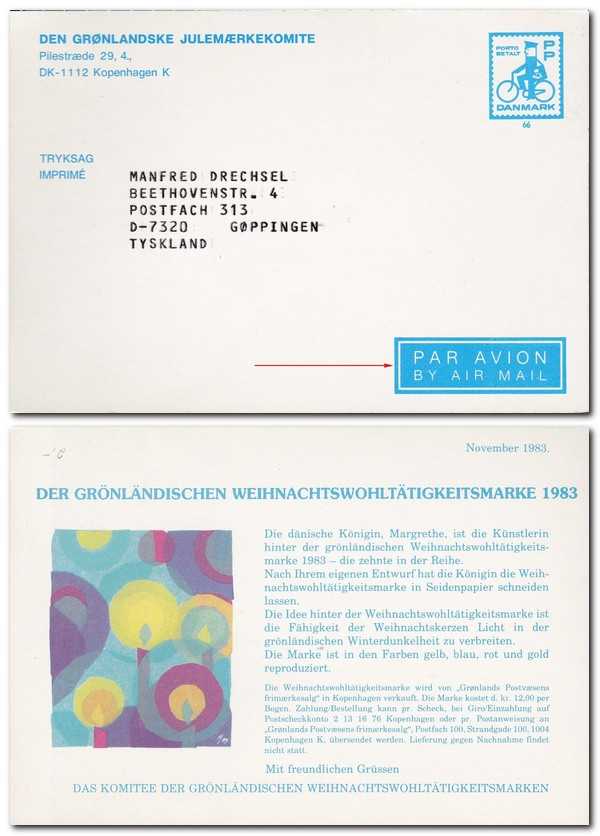 DEN GRØNLANDSKE JULEMÆRKEKOMITE
Pilestræde 29, 4.,
DK-1112 Kopenhagen K
PORTO BETALT
P P
DANMARK
66
TRYKSAG
IMPRIMÉ
MANFRED DRECHSEL
BEETHOVENSTR. 4
POSTFACH 313
D-7320 GØPPINGEN
TYSKLAND
PAR AVION
BY AIR MAIL
November 1983.
DER GRÖNLÄNDISCHEN WEIHNACHTSWOHLTÄTIGKEITSMARKE 1983
Die dänische Königin, Margrethe, ist die Künstlerin
hinter der grönländischen Weihnachtswohltätigkeits-
marke 1983 – die zehnte in der Reihe.
Nach Ihrem eigenen Entwurf hat die Königin die Weih-
nachtswohltätigkeitsmarke in Seidenpapier schneiden
lassen.
Die Idee hinter der Weihnachtswohltätigkeitsmarke ist
die Fähigkeit der Weihnachtskerzen Licht in der
grönländischen Winterdunkelheit zu verbreiten.
Die Marke ist in den Farben gelb, blau, rot und gold
reproduziert.
Die Weihnachtswohltätigkeitsmarke wird von „Grønlands Postvæsens
frimærkesalg" in Kopenhagen verkauft. Die Marke kostet d. kr. 12,00 per
Bogen. Zahlung/Bestellung kann pr. Scheck, bei Giro/Einzahlung auf
Postscheckkonto 2 13 16 76 Kopenhagen oder pr. Postanweisung an
„Grønlands Postvæsens frimærkesalg", Postfach 100, Strandgade 100, 1004
Kopenhagen K. übersendet werden. Lieferung gegen Nachnahme findet
nicht statt.
Mit freundlichen Grüssen
DAS KOMITEE DER GRÖNLÄNDISCHEN WEIHNACHTSWOHLTÄTIGKEITSMARKEN